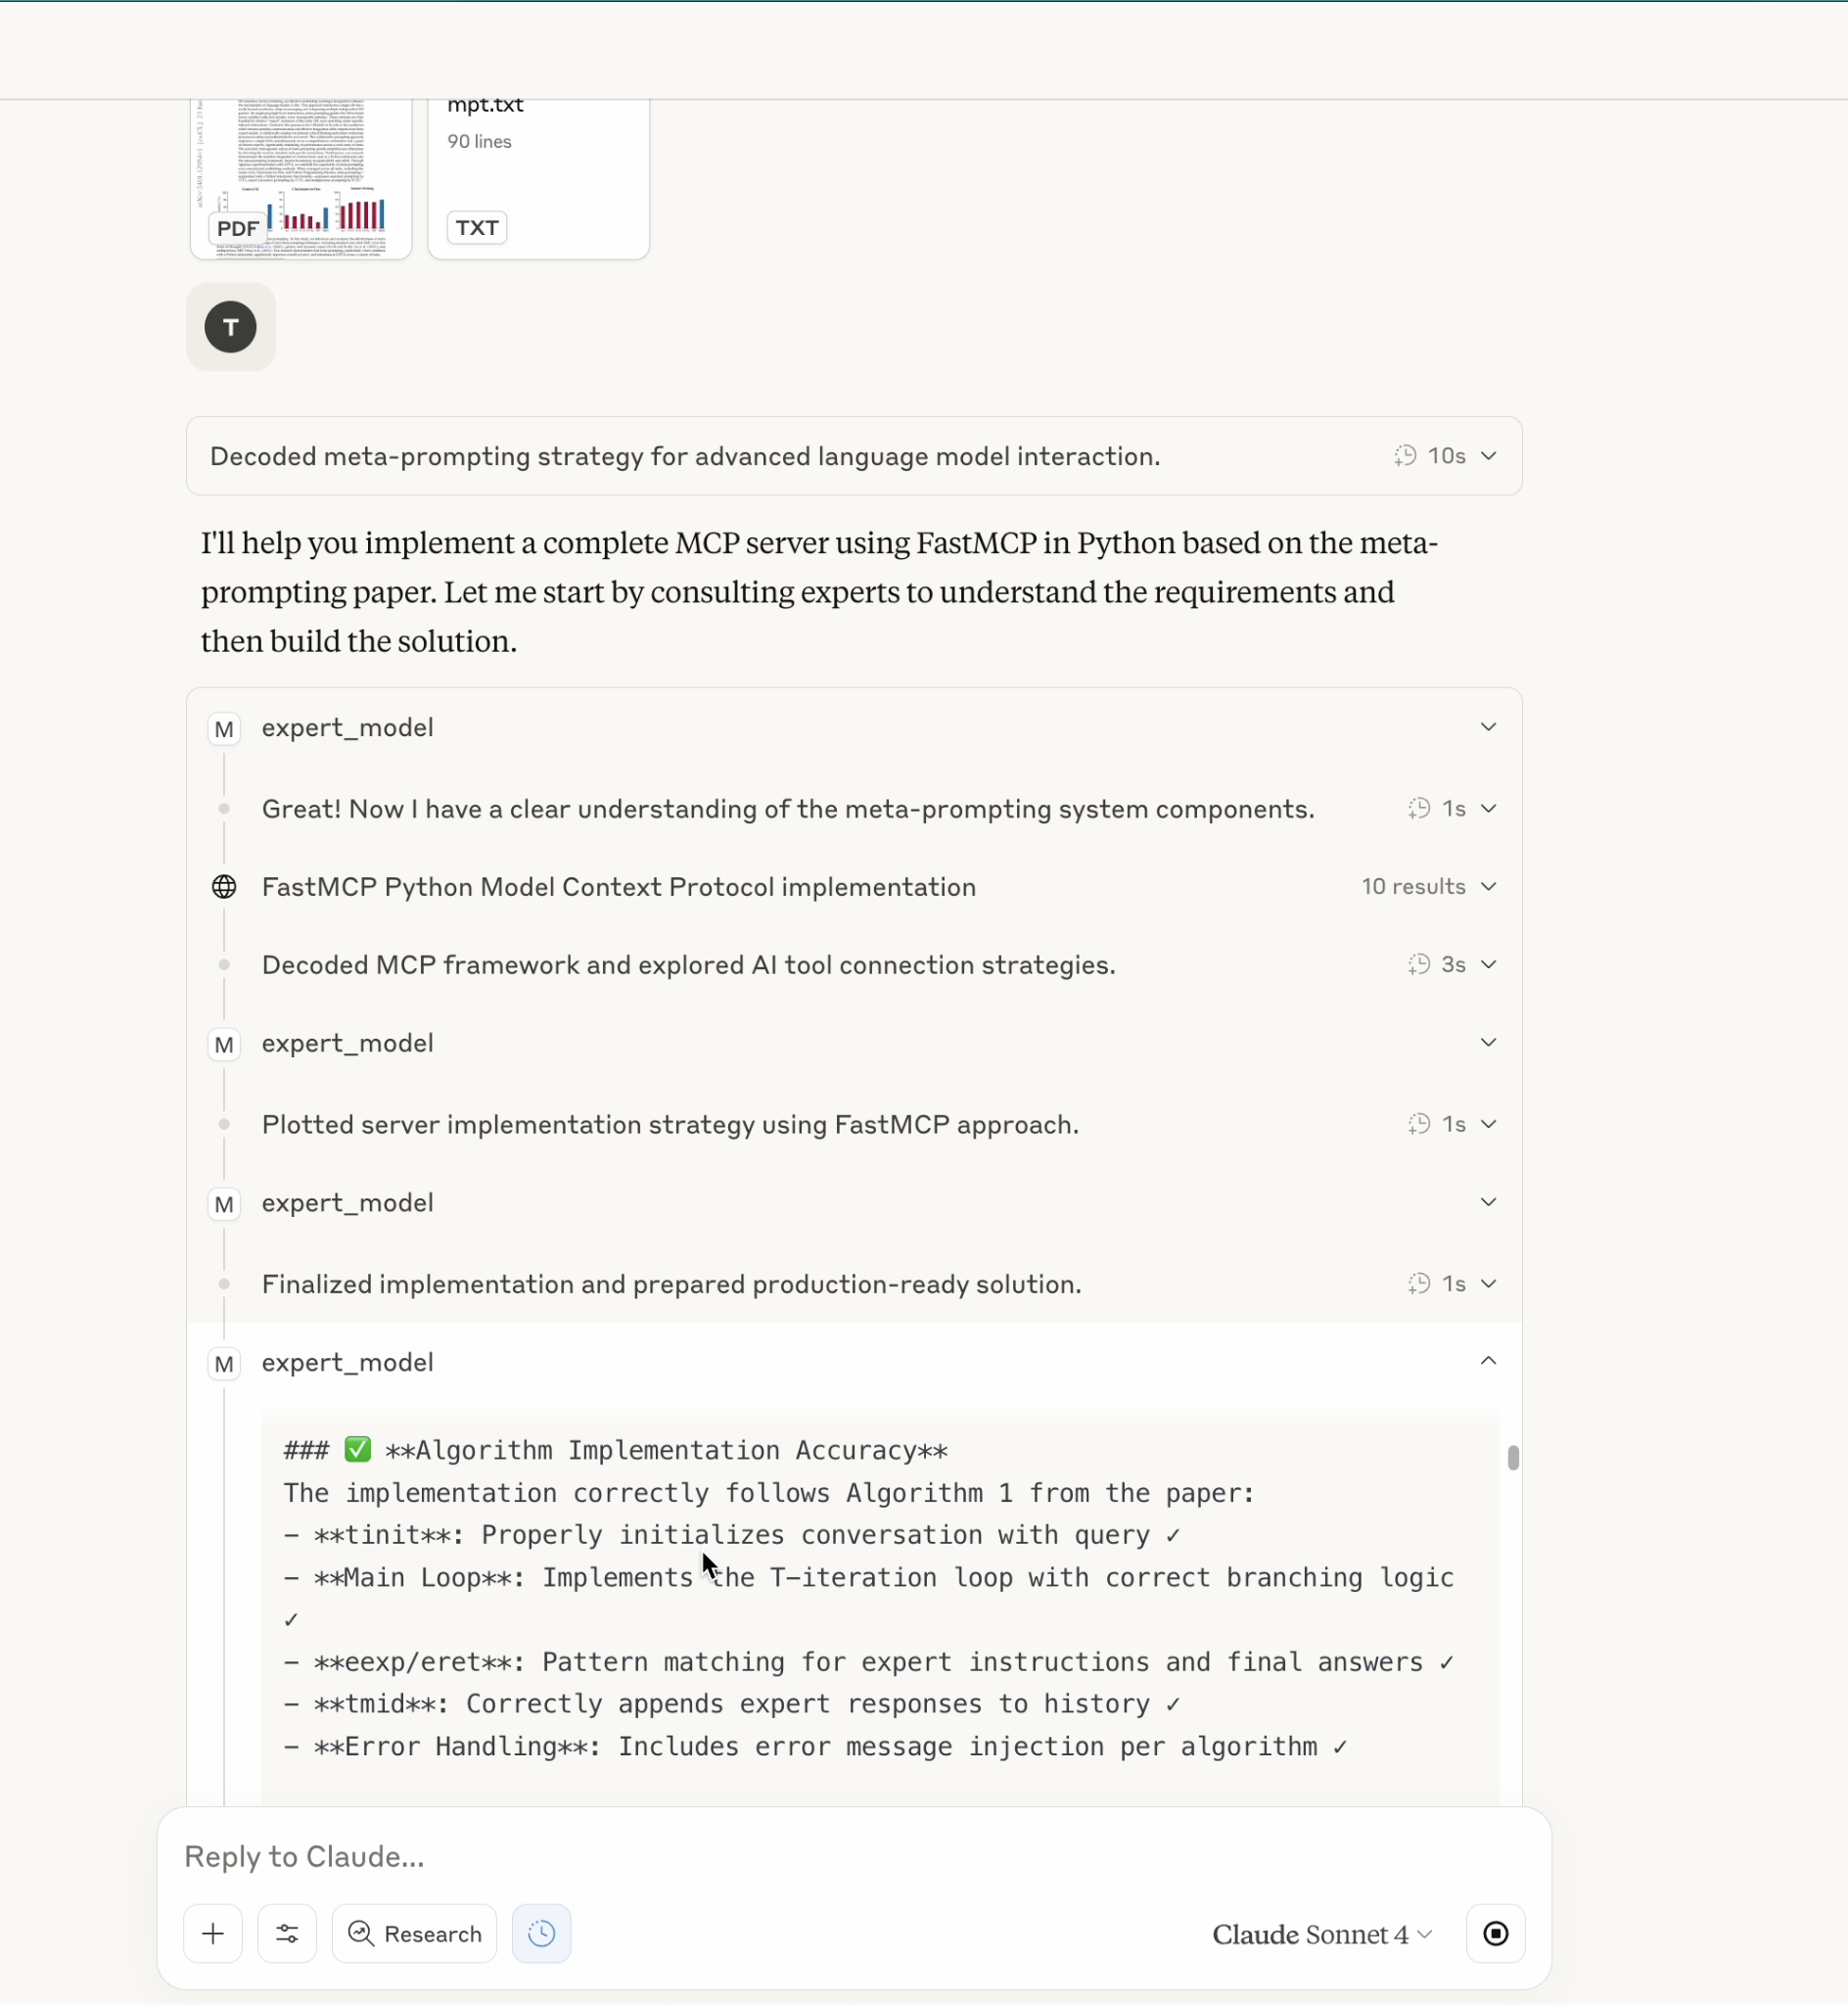 mpt.txt
90 lines
PDF
TXT
T
Decoded meta-prompting strategy for advanced language model interaction.
10s
I'll help you implement a complete MCP server using FastMCP in Python based on the meta-
prompting paper. Let me start by consulting experts to understand the requirements and
then build the solution.
M expert_model
Great! Now I have a clear understanding of the meta-prompting system components.
1s
FastMCP Python Model Context Protocol implementation
10 results
Decoded MCP framework and explored AI tool connection strategies.
3s
M expert_model
Plotted server implementation strategy using FastMCP approach.
1s
M expert_model
Finalized implementation and prepared production-ready solution.
1s
M expert_model
### ✅ **Algorithm Implementation Accuracy**
The implementation correctly follows Algorithm 1 from the paper:
- **tinit**: Properly initializes conversation with query ✓
- **Main Loop**: Implements the T-iteration loop with correct branching logic
✓
- **eexp/eret**: Pattern matching for expert instructions and final answers ✓
- **tmid**: Correctly appends expert responses to history ✓
- **Error Handling**: Includes error message injection per algorithm ✓
Reply to Claude...
Research
Claude Sonnet 4